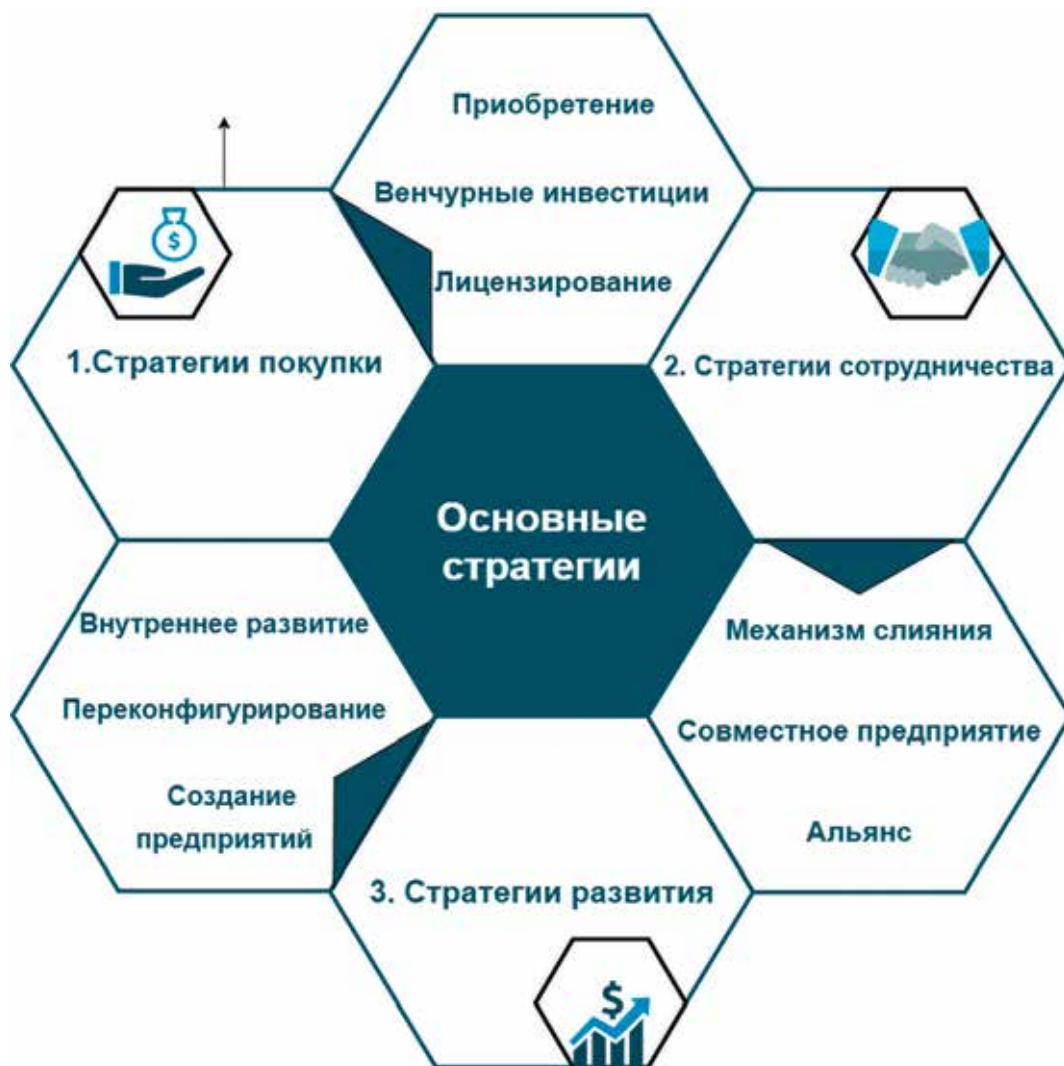 Приобретение
Венчурные инвестиции
Лицензирование
$
1.Стратегии покупки
2. Стратегии сотрудничества
Основные
стратегии
Внутреннее развитие
Переконфигурирование
Создание
предприятий
Механизм слияния
Совместное предприятие
Альянс
3. Стратегии развития
$